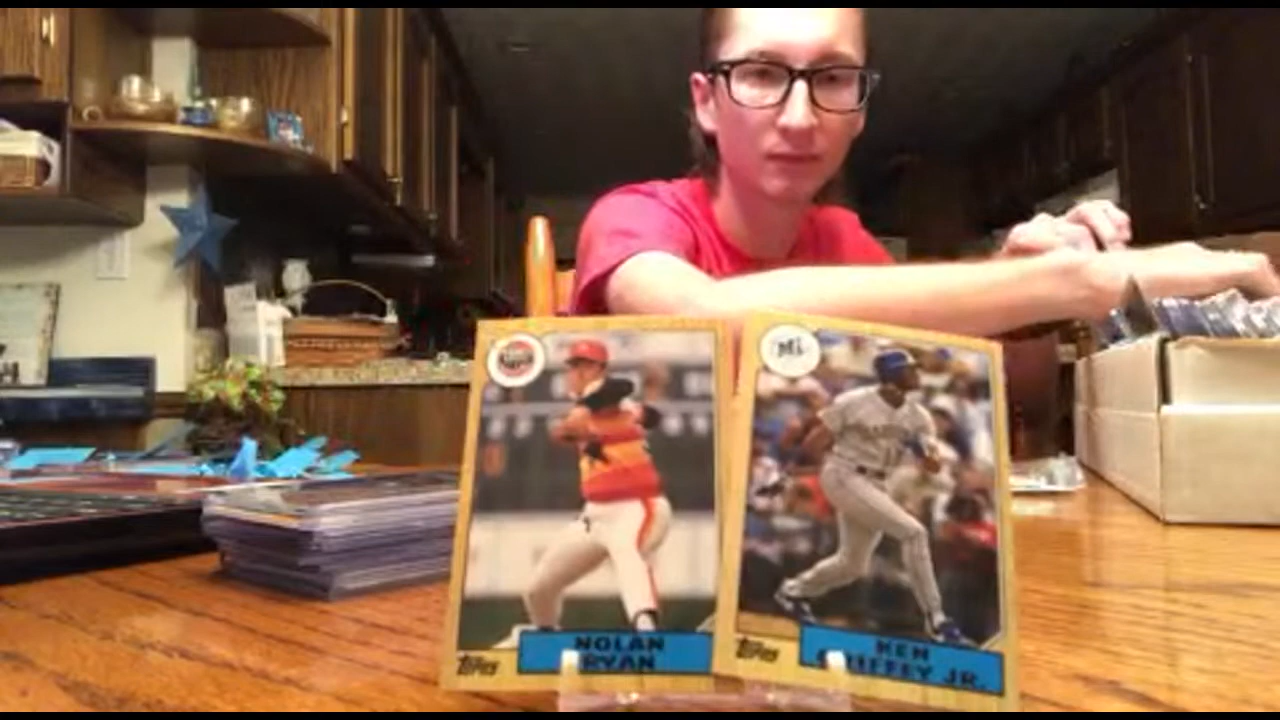 NOLAN
RYAN
Topps
M
KEN
GRIFFEY JR.
Topps